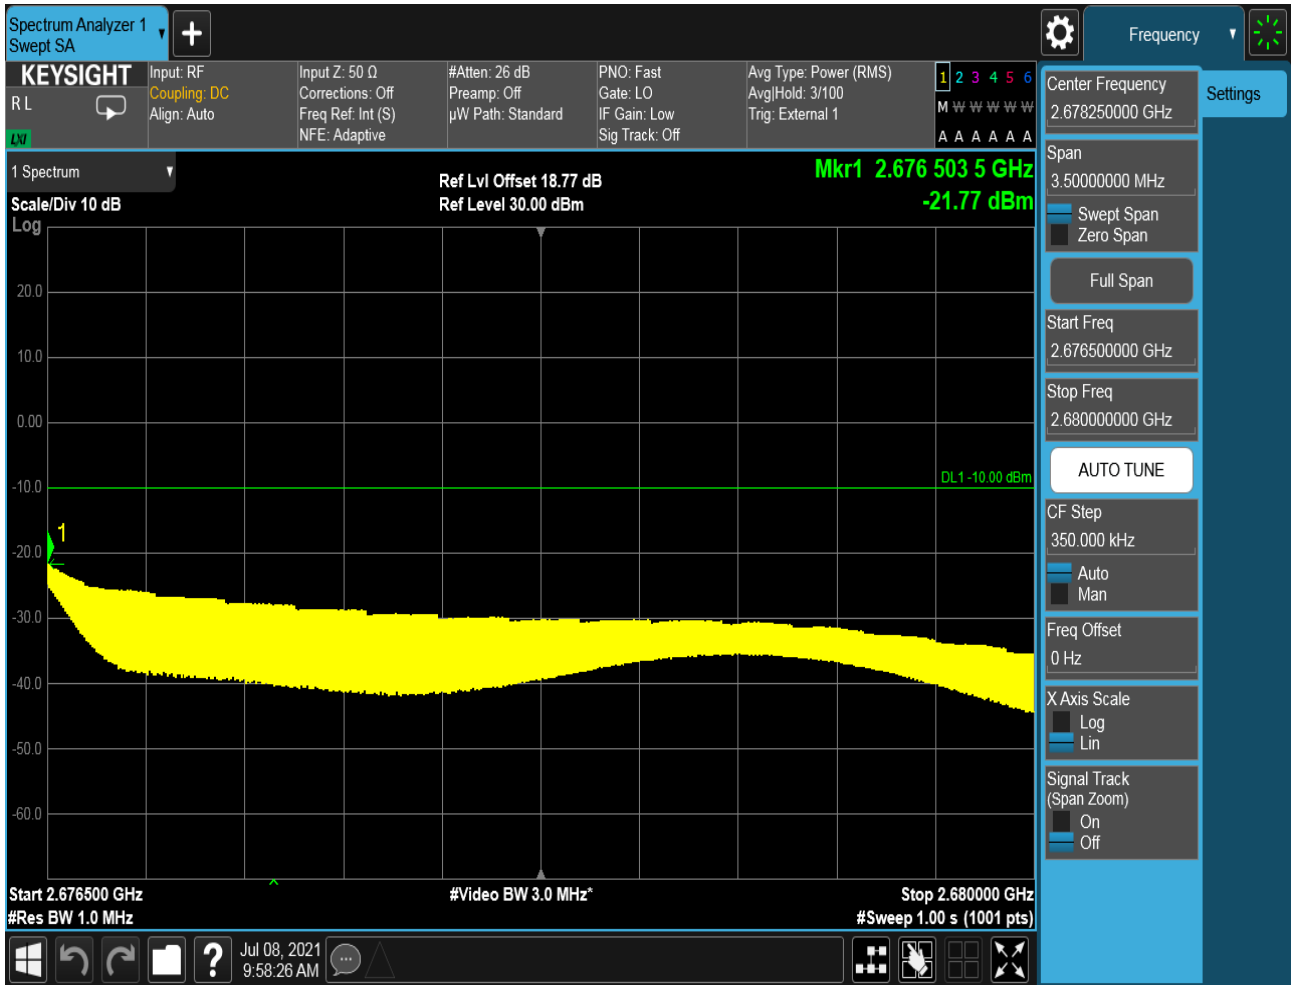 Spectrum Analyzer 1
Swept SA
Frequency
KEYSIGHT
R L
LXI
Input: RF
Coupling: DC
Align: Auto
Input Z: 50 Ω
Corrections: Off
Freq Ref: Int (S)
NFE: Adaptive
#Atten: 26 dB
Preamp: Off
µW Path: Standard
PNO: Fast
Gate: LO
IF Gain: Low
Sig Track: Off
Avg Type: Power (RMS)
Avg|Hold: 3/100
Trig: External 1
1 2 3 4 5 6
M W W W W W
A A A A A A
1 Spectrum
Scale/Div 10 dB
Log
Ref Lvl Offset 18.77 dB
Ref Level 30.00 dBm
Mkr1 2.676 503 5 GHz
-21.77 dBm
20.0
10.0
0.00
-10.0
-20.0
-30.0
-40.0
-50.0
-60.0
DL1 -10.00 dBm
1
Start 2.676500 GHz
#Res BW 1.0 MHz
#Video BW 3.0 MHz*
Stop 2.680000 GHz
#Sweep 1.00 s (1001 pts)
Center Frequency
2.678250000 GHz
Span
3.50000000 MHz
Swept Span
Zero Span
Full Span
Start Freq
2.676500000 GHz
Stop Freq
2.680000000 GHz
AUTO TUNE
CF Step
350.000 kHz
Auto
Man
Freq Offset
0 Hz
X Axis Scale
Log
Lin
Signal Track
(Span Zoom)
On
Off
Settings
?
Jul 08, 2021
9:58:26 AM